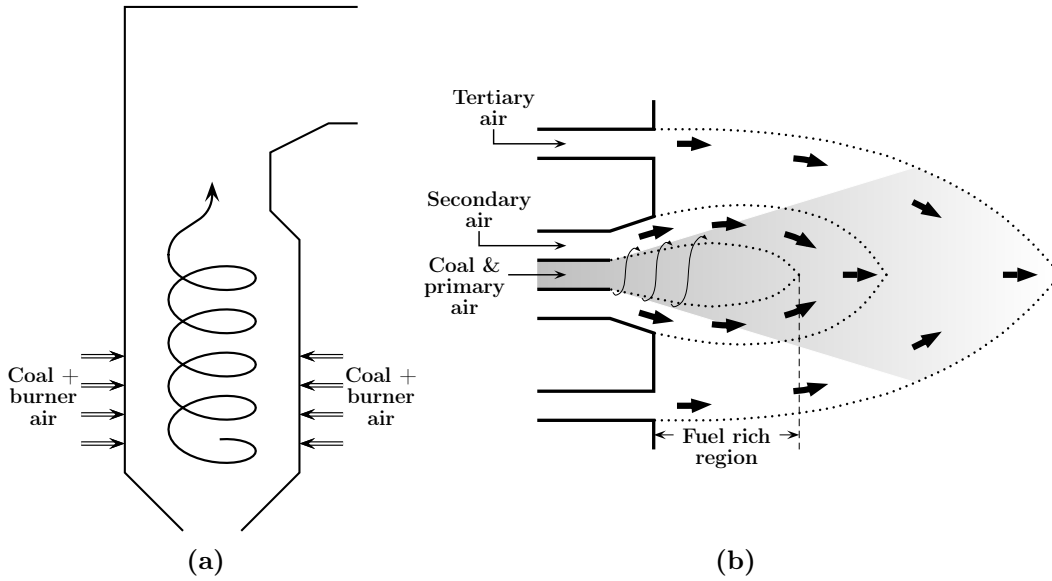 Coal +
burner
air
Coal +
burner
air
(a)
Tertiary
air
Secondary
air
Coal &
primary
air
Fuel rich
region
(b)